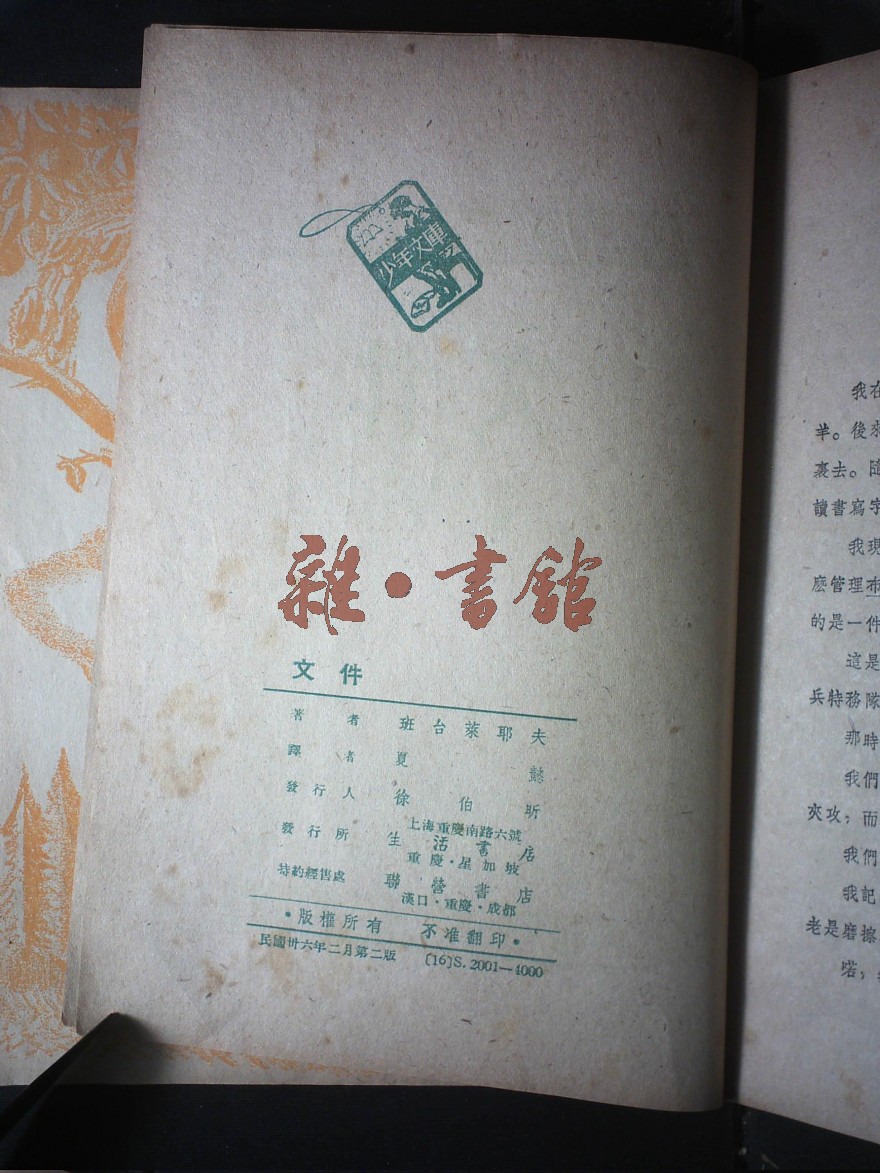 少年文庫
雜·書館
文件
著者 班台萊耶夫
譯者 夏懿
發行人 徐伯昕
發行所 生活書店
上海重慶南路六號
重慶·星加坡
特約經售處 聯營書店
漢口·重慶·成都
·版權所有 不准翻印·
民國卅六年二月第二版 〔16〕S.2001—4000
我在
羊。後來
裹去。隨
讀書寫字
我現
麽管理布
的是一件
這是
兵特務隊
那時
我們
夾攻；而
我們
我記
老是磨擦
喏，